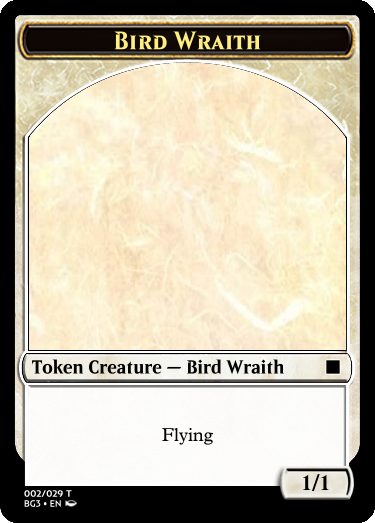 Bird Wraith
Token Creature — Bird Wraith
Flying
1/1
002/029 T
BG3 • EN